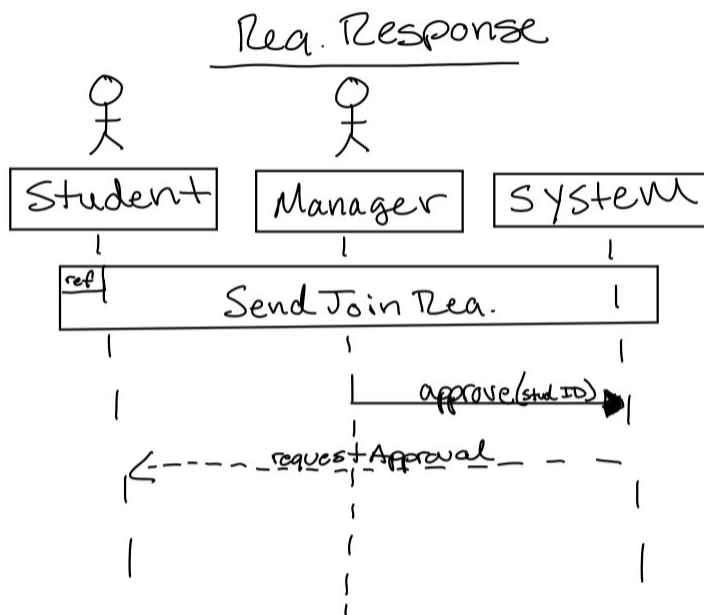 Req. Response
Student
Manager
System
ref
Send Join Req.
approve(stud ID)
requestApproval